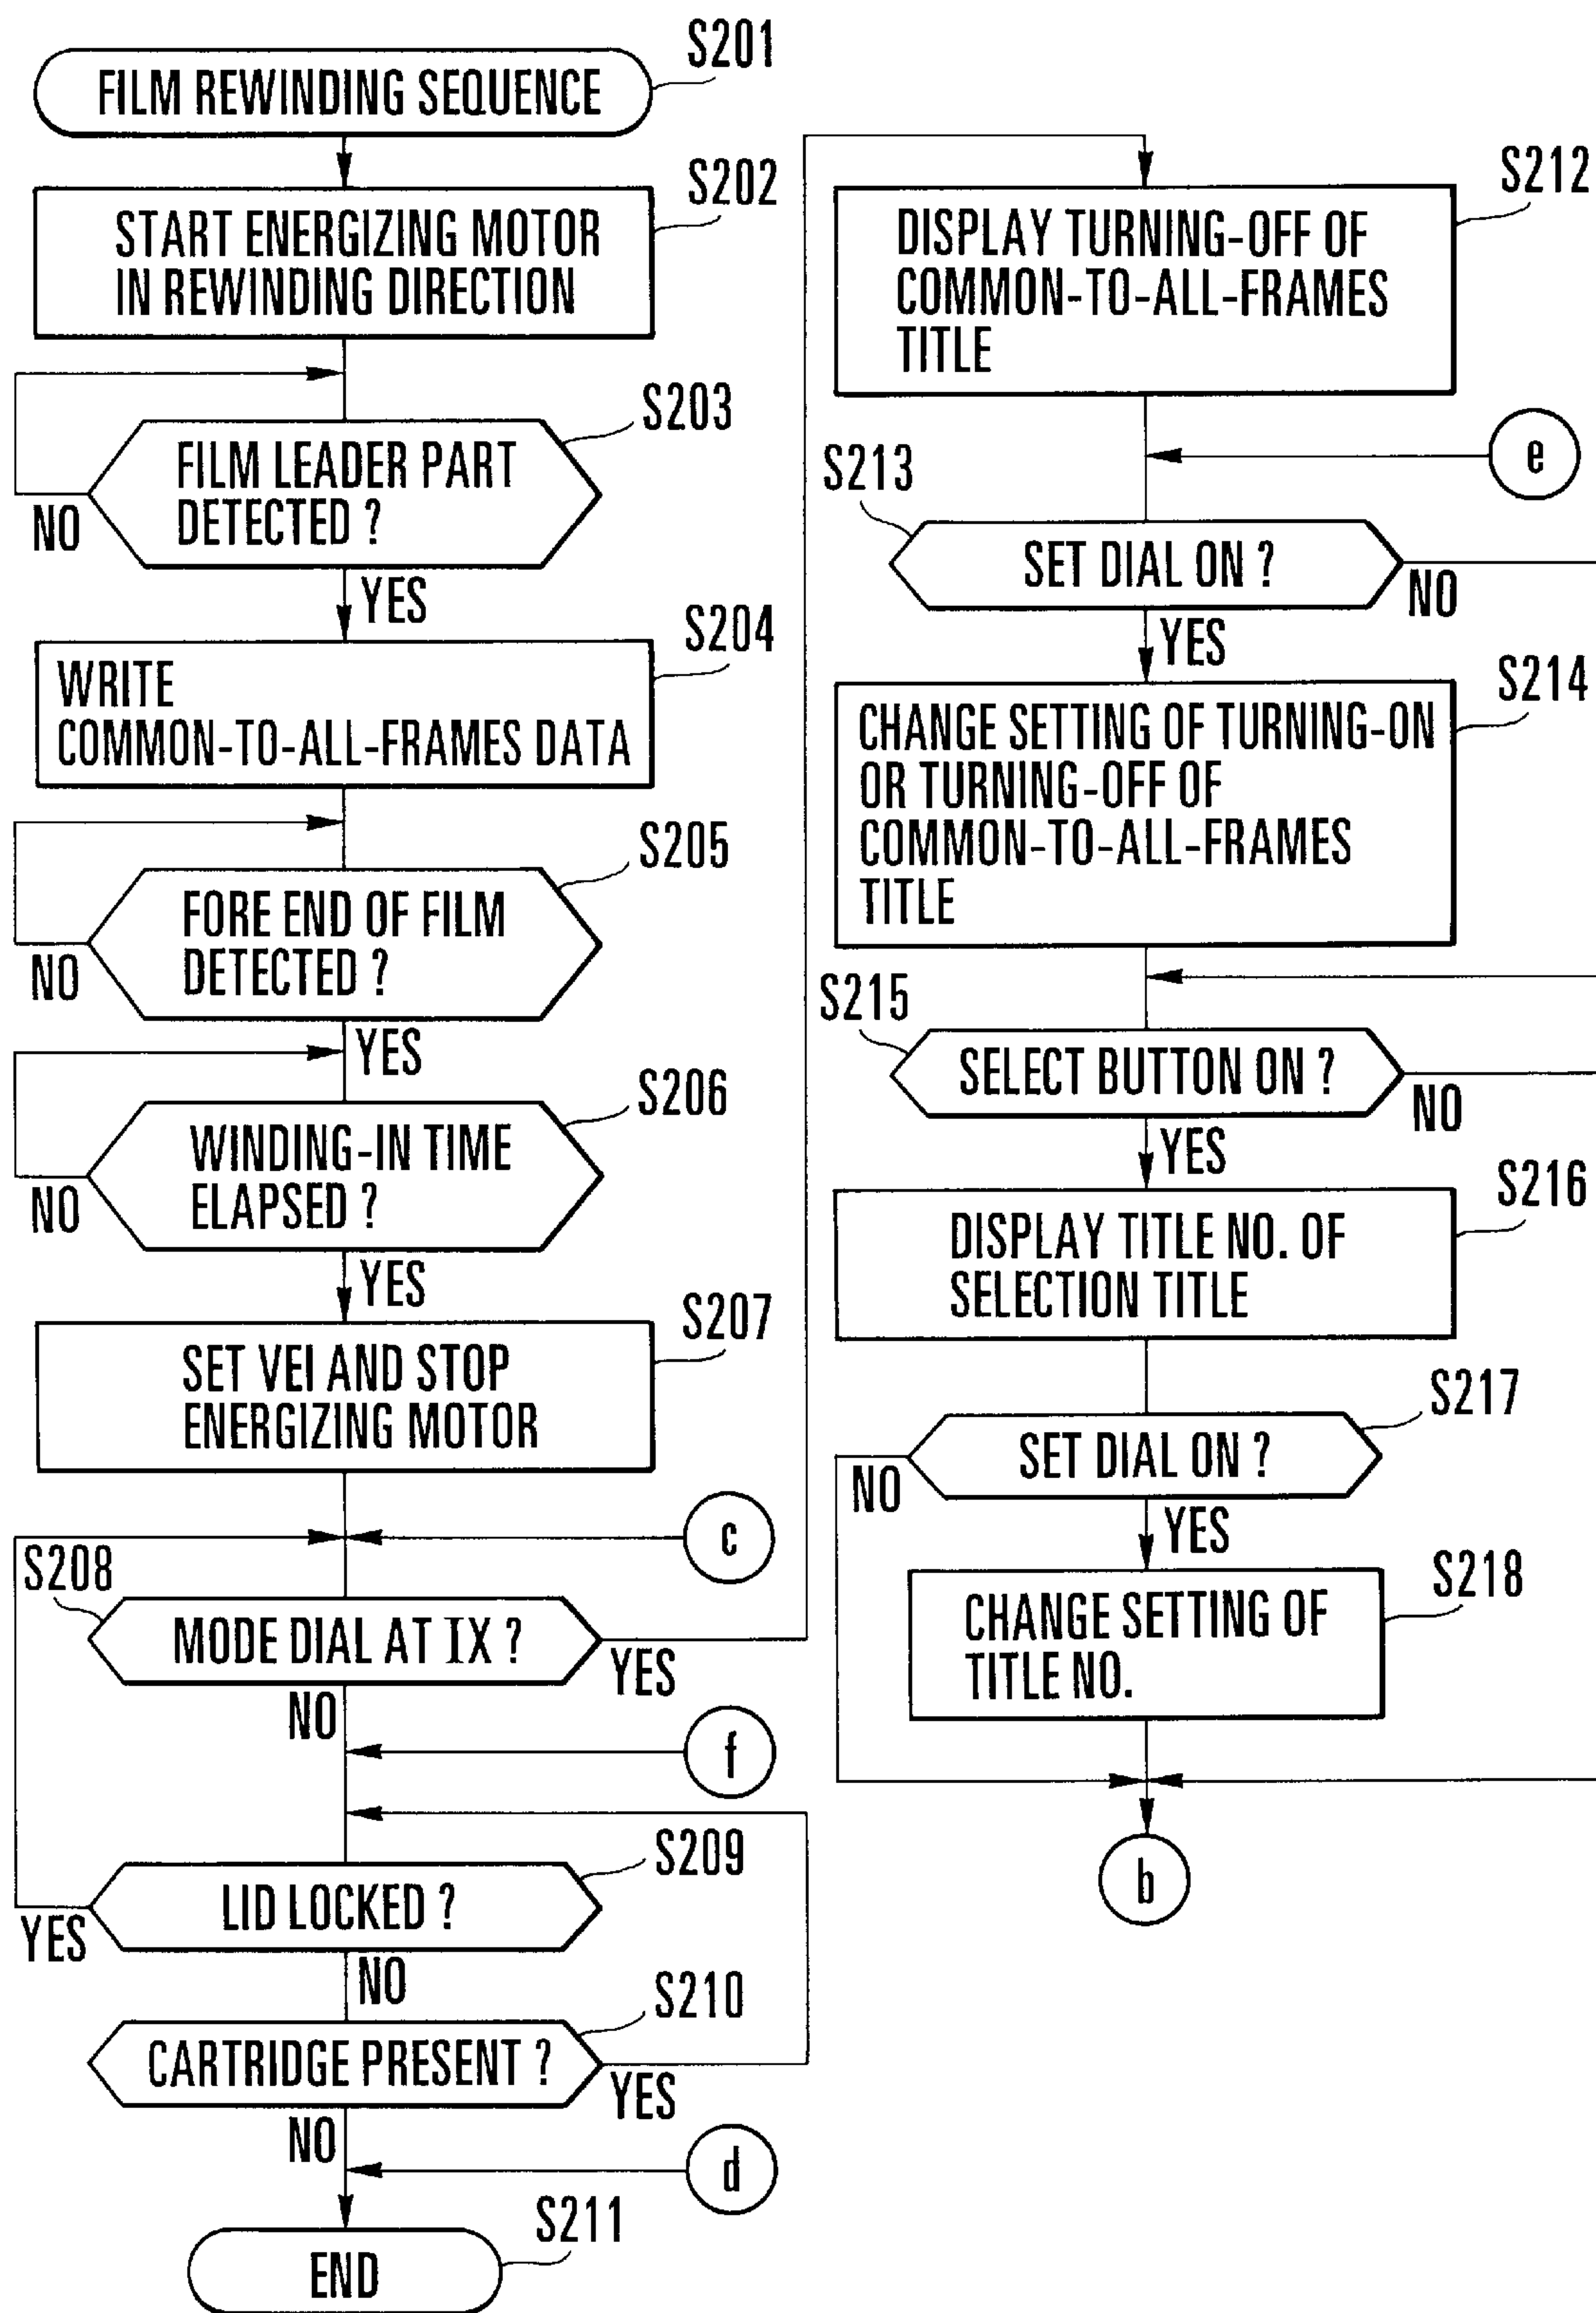 S201
FILM REWINDING SEQUENCE
S202
START ENERGIZING MOTOR
IN REWINDING DIRECTION
S203
FILM LEADER PART
DETECTED ?
NO
YES
S204
WRITE
COMMON-TO-ALL-FRAMES DATA
S205
FORE END OF FILM
DETECTED ?
NO
YES
S206
WINDING-IN TIME
ELAPSED ?
NO
YES
S207
SET VEI AND STOP
ENERGIZING MOTOR
c
S208
MODE DIAL AT IX ?
YES
NO
f
S209
LID LOCKED ?
YES
NO
S210
CARTRIDGE PRESENT ?
YES
NO
d
S211
END
S212
DISPLAY TURNING-OFF OF
COMMON-TO-ALL-FRAMES
TITLE
e
S213
SET DIAL ON ?
NO
YES
S214
CHANGE SETTING OF TURNING-ON
OR TURNING-OFF OF
COMMON-TO-ALL-FRAMES
TITLE
S215
SELECT BUTTON ON ?
NO
YES
S216
DISPLAY TITLE NO. OF
SELECTION TITLE
S217
SET DIAL ON ?
NO
YES
S218
CHANGE SETTING OF
TITLE NO.
b